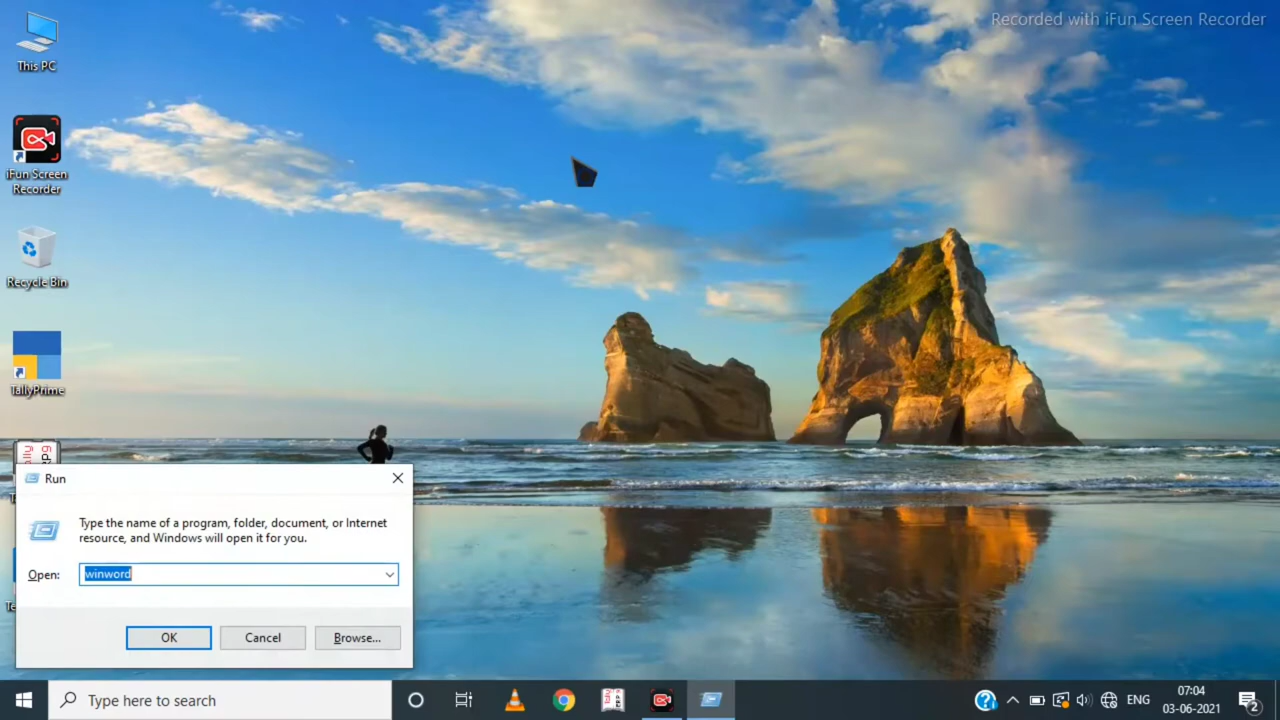 Recorded with iFun Screen Recorder
This PC
iFun Screen
Recorder
Recycle Bin
TallyPrime
Run
Type the name of a program, folder, document, or Internet
resource, and Windows will open it for you.
Open:
winword
OK
Cancel
Browse...
Type here to search
ENG
07:04
03-06-2021
2